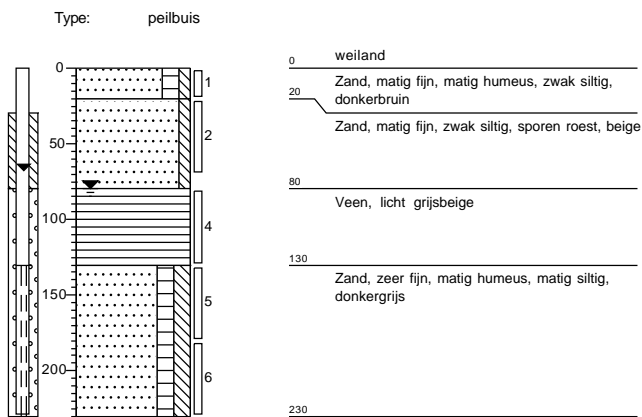 Type: peilbuis
0
50
100
150
200
1
2
4
5
6
0
weiland
Zand, matig fijn, matig humeus, zwak siltig,
donkerbruin
20
Zand, matig fijn, zwak siltig, sporen roest, beige
80
Veen, licht grijsbeige
130
Zand, zeer fijn, matig humeus, matig siltig,
donkergrijs
230